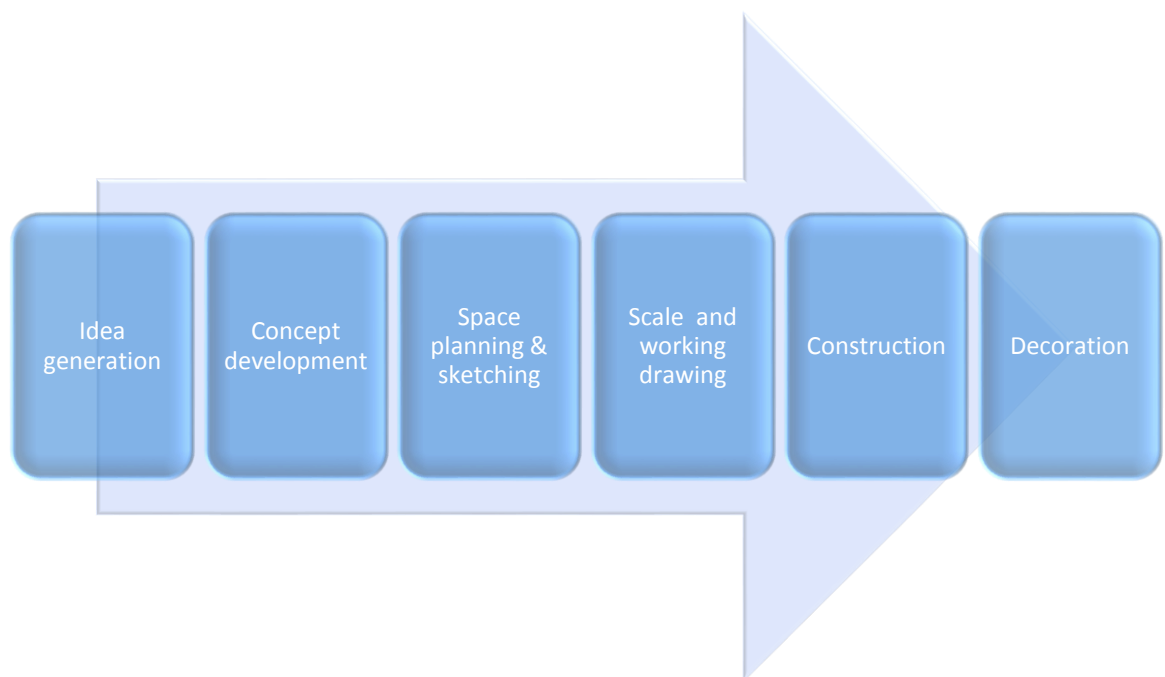 Idea
generation
Concept
development
Space
planning &
sketching
Scale  and
working
drawing
Construction
Decoration